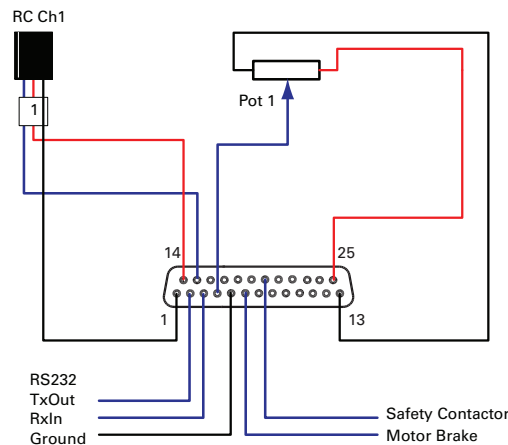 RC Ch1
1
Pot 1
14
25
1
13
RS232
TxOut
RxIn
Ground
Safety Contactor
Motor Brake